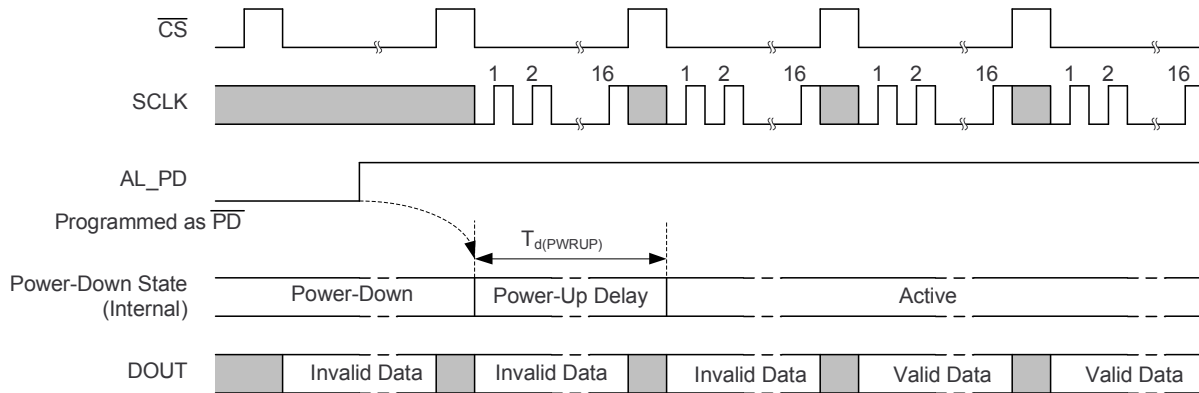 CS
1 2 16 1 2 16 1 2 16 1 2 16
SCLK
AL_PD
Programmed as PD
Td(PWRUP)
Power-Down State
(Internal)
Power-Down Power-Up Delay Active
DOUT
Invalid Data Invalid Data Invalid Data Valid Data Valid Data